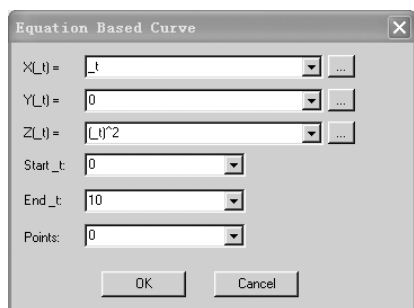 Equation Based Curve
X(_t) = _t ...
Y(_t) = 0 ...
Z(_t) = (_t)^2 ...
Start _t: 0
End _t: 10
Points: 0
OK Cancel